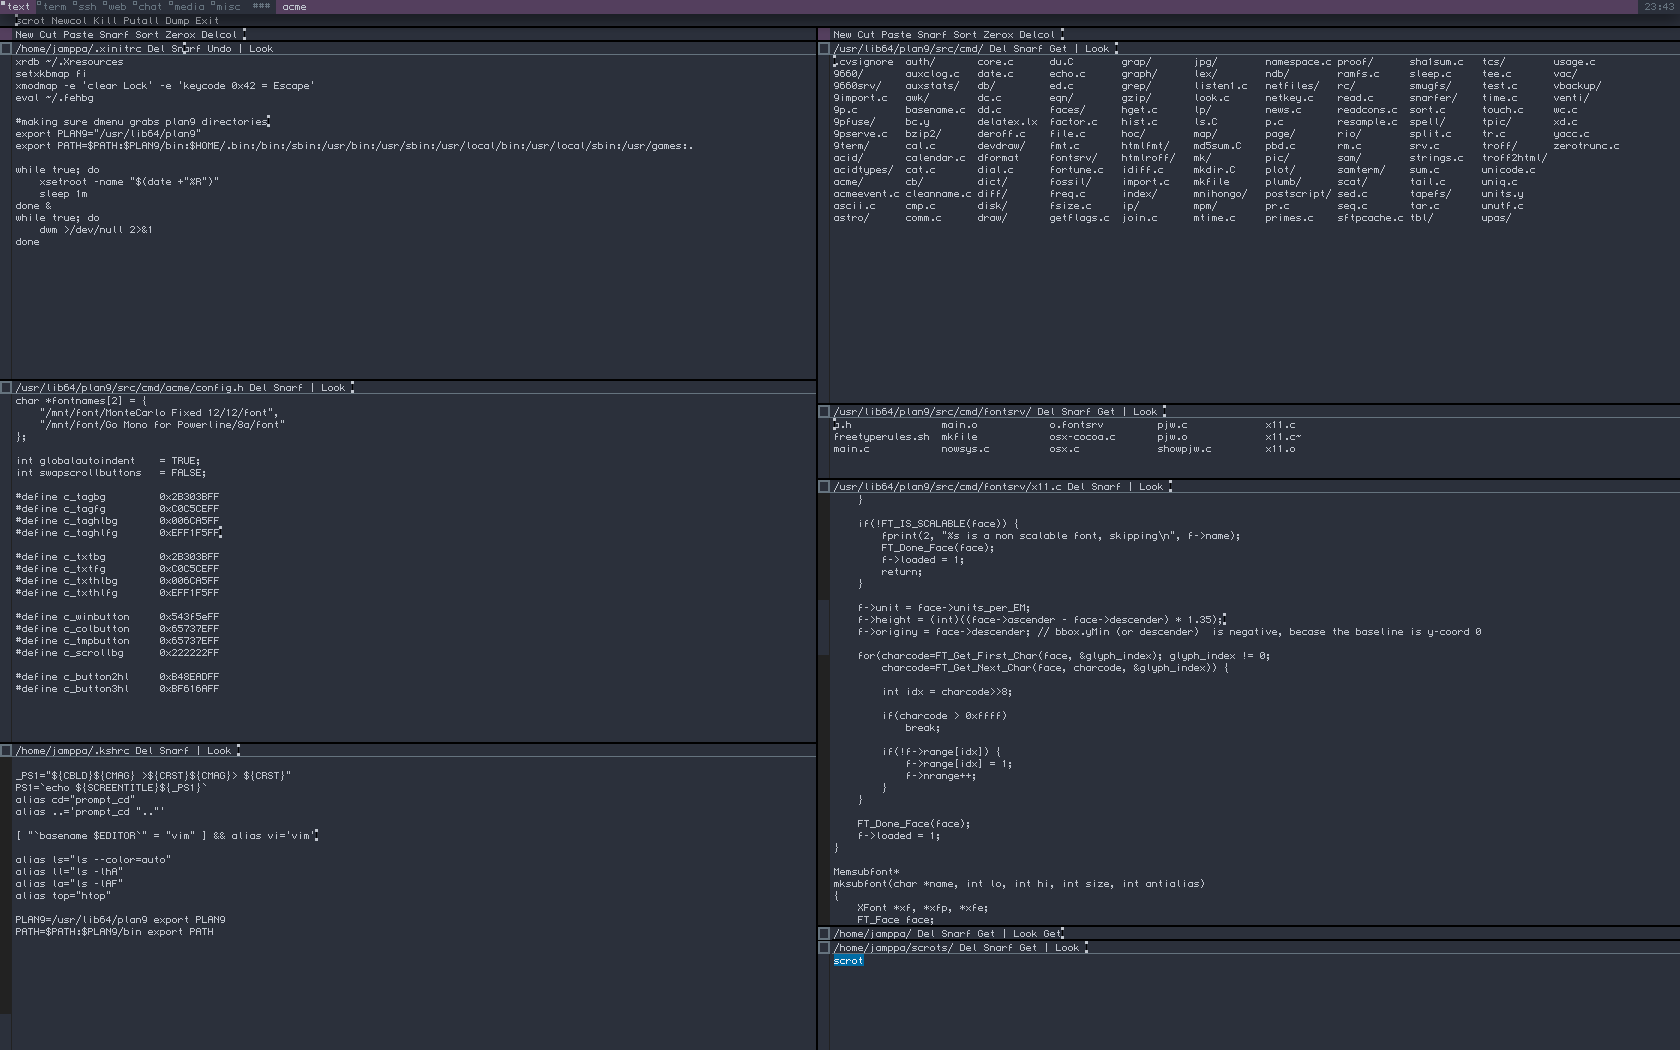 text term ssh web chat media misc ### acme 23:43
scrot Newcol Kill Putall Dump Exit
New Cut Paste Snarf Sort Zerox Delcol
/home/jamppa/.xinitrc Del Snarf Undo | Look
xrdb ~/.Xresources
setxkbmap fi
xmodmap -e 'clear Lock' -e 'keycode 0x42 = Escape'
eval ~/.fehbg
#making sure dmenu grabs plan9 directories
export PLAN9="/usr/lib64/plan9"
export PATH=$PATH:$PLAN9/bin:$HOME/.bin:/bin:/sbin:/usr/bin:/usr/sbin:/usr/local/bin:/usr/local/sbin:/usr/games:.
while true; do
xsetroot -name "$(date +"%R")"
sleep 1m
done &
while true; do
dwm >/dev/null 2>&1
done
/usr/lib64/plan9/src/cmd/acme/config.h Del Snarf | Look
char *fontnames[2] = {
"/mnt/font/MonteCarlo Fixed 12/12/font",
"/mnt/font/Go Mono for Powerline/8a/font"
};
int globalautoindent = TRUE;
int swapscrollbuttons = FALSE;
#define c_tagbg 0x2B303BFF
#define c_tagfg 0xC0C5CEFF
#define c_taghlbg 0x006CA5FF
#define c_taghlfg 0xEFF1F5FF
#define c_txtbg 0x2B303BFF
#define c_txtfg 0xC0C5CEFF
#define c_txthlbg 0x006CA5FF
#define c_txthlfg 0xEFF1F5FF
#define c_winbutton 0x543f5eFF
#define c_colbutton 0x65737EFF
#define c_tmpbutton 0x65737EFF
#define c_scrollbg 0x222222FF
#define c_button2hl 0xB48EADFF
#define c_button3hl 0xBF616AFF
/home/jamppa/.kshrc Del Snarf | Look
_PS1="${CBLD}${CMAG} >${CRST}${CMAG}> ${CRST}"
PS1=`echo ${SCREENTITLE}${_PS1}`
alias cd="prompt_cd"
alias ..='prompt_cd ".."'
[ "`basename $EDITOR`" = "vim" ] && alias vi='vim'
alias ls="ls --color=auto"
alias ll="ls -lhA"
alias la="ls -lAF"
alias top="htop"
PLAN9=/usr/lib64/plan9 export PLAN9
PATH=$PATH:$PLAN9/bin export PATH
New Cut Paste Snarf Sort Zerox Delcol
/usr/lib64/plan9/src/cmd/ Del Snarf Get | Look
.cvsignore auth/ core.c du.C grap/ jpg/ namespace.c proof/ sha1sum.c tcs/ usage.c
9660/ auxclog.c date.c echo.c graph/ lex/ ndb/ ramfs.c sleep.c tee.c vac/
9660srv/ auxstats/ db/ ed.c grep/ listen1.c netfiles/ rc/ smugfs/ test.c vbackup/
9import.c awk/ dc.c eqn/ gzip/ look.c netkey.c read.c snarfer/ time.c venti/
9p.c basename.c dd.c faces/ hget.c lp/ news.c readcons.c sort.c touch.c wc.c
9pfuse/ bc.y delatex.lx factor.c hist.c ls.C p.c resample.c spell/ tpic/ xd.c
9pserve.c bzip2/ deroff.c file.c hoc/ map/ page/ rio/ split.c tr.c yacc.c
9term/ cal.c devdraw/ fmt.c htmlfmt/ md5sum.C pbd.c rm.c srv.c troff/ zerotrunc.c
acid/ calendar.c dformat fontsrv/ htmlroff/ mk/ pic/ sam/ strings.c troff2html/
acidtypes/ cat.c dial.c fortune.c idiff.c mkdir.C plot/ samterm/ sum.c unicode.c
acme/ cb/ dict/ fossil/ import.c mkfile plumb/ scat/ tail.c uniq.c
acmeevent.c cleanname.c diff/ freq.c index/ mnihongo/ postscript/ sed.c tapefs/ units.y
ascii.c cmp.c disk/ fsize.c ip/ mpm/ pr.c seq.c tar.c unutf.c
astro/ comm.c draw/ getflags.c join.c mtime.c primes.c sftpcache.c tbl/ upas/
/usr/lib64/plan9/src/cmd/fontsrv/ Del Snarf Get | Look
a.h main.o o.fontsrv pjw.c x11.c
freetyperules.sh mkfile osx-cocoa.c pjw.o x11.c~
main.c nowsys.c osx.c showpjw.c x11.o
/usr/lib64/plan9/src/cmd/fontsrv/x11.c Del Snarf | Look
}
if(!FT_IS_SCALABLE(face)) {
fprint(2, "%s is a non scalable font, skipping\n", f->name);
FT_Done_Face(face);
f->loaded = 1;
return;
}
f->unit = face->units_per_EM;
f->height = (int)((face->ascender - face->descender) * 1.35);
f->originy = face->descender; // bbox.yMin (or descender)  is negative, becase the baseline is y-coord 0
for(charcode=FT_Get_First_Char(face, &glyph_index); glyph_index != 0;
charcode=FT_Get_Next_Char(face, charcode, &glyph_index)) {
int idx = charcode>>8;
if(charcode > 0xffff)
break;
if(!f->range[idx]) {
f->range[idx] = 1;
f->nrange++;
}
}
FT_Done_Face(face);
f->loaded = 1;
}
Memsubfont*
mksubfont(char *name, int lo, int hi, int size, int antialias)
{
XFont *xf, *xfp, *xfe;
FT_Face face;
/home/jamppa/ Del Snarf Get | Look Get
/home/jamppa/scrots/ Del Snarf Get | Look
scrot